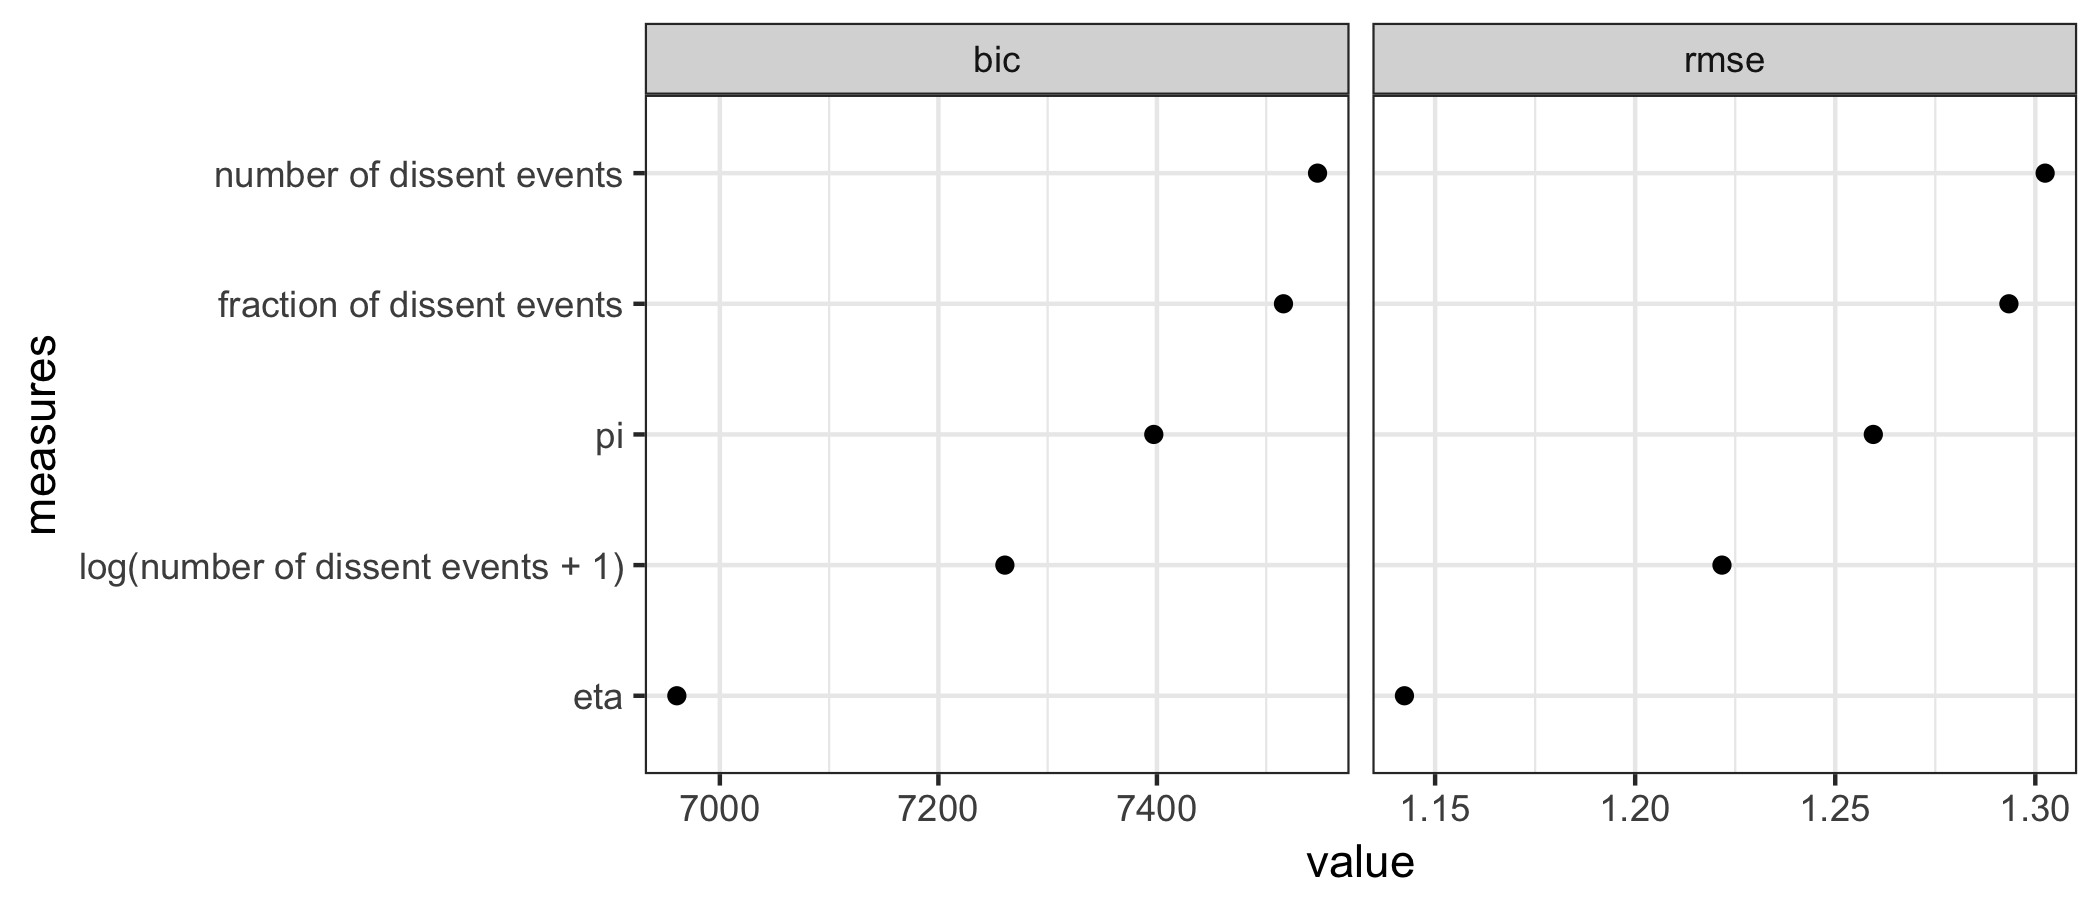 bic
rmse
number of dissent events
fraction of dissent events
pi
log(number of dissent events + 1)
eta
measures
7000 7200 7400
1.15 1.20 1.25 1.30
value